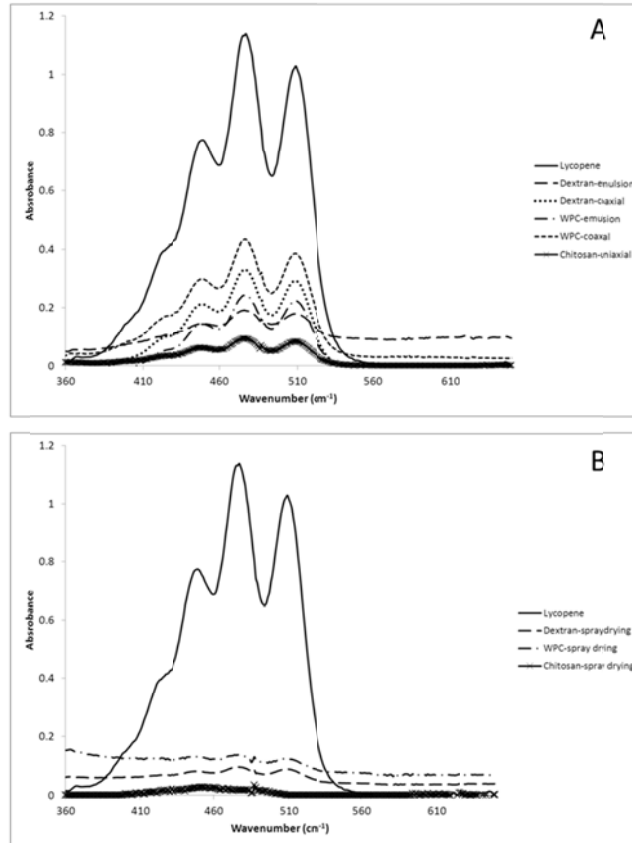 A
1.2
1
0.8
0.6
0.4
0.2
0
Absrobance
360
410
460
510
560
610
Wavenumber (cm-1)
Lycopene
Dextran-enulsion
Dextran-coaxial
WPC-emusion
WPC-coaxal
Chitosan-uniaxial
B
1.2
1
0.8
0.6
0.4
0.2
0
Absrobance
360
410
460
510
560
610
Wavenumber (cn-1)
Lycopene
Dextran-spraydrying
WPC-spray dring
Chitosan-spray drying